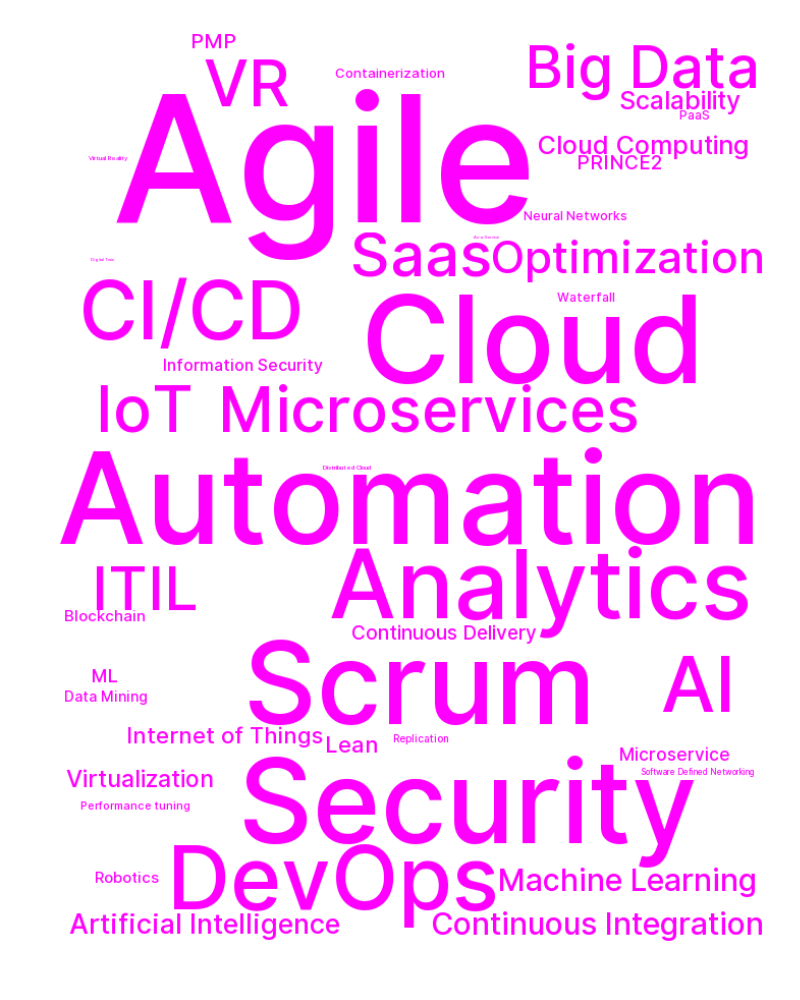 PMP
VR
Containerization
Big Data
Scalability
PaaS
Agile
Cloud Computing
PRINCE2
Virtual Reality
Neural Networks
Saas
Optimization
CI/CD
Cloud
Waterfall
Information Security
IoT
Microservices
Automation
Distributed Cloud
Analytics
ITIL
Blockchain
Continuous Delivery
Scrum
AI
ML
Data Mining
Internet of Things
Lean
Replication
Microservice
Software Defined Networking
Virtualization
Security
Performance tuning
DevOps
Robotics
Machine Learning
Artificial Intelligence
Continuous Integration